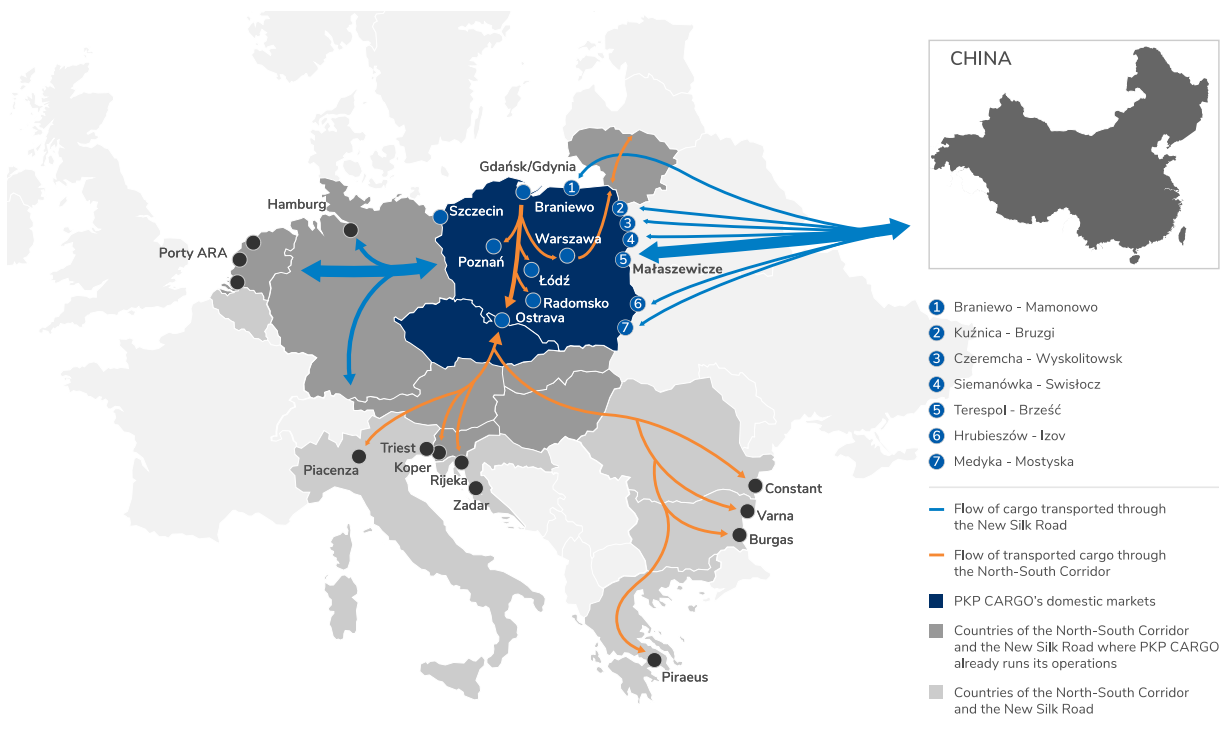 CHINA
Gdańsk/Gdynia
1
Hamburg
Szczecin
Braniewo
2
3
Warszawa
4
Porty ARA
Poznań
5
Małaszewicze
Łódź
Radomsko
6
Ostrava
7
Triest
Piacenza
Koper
Rijeka
Zadar
Constant
Varna
Burgas
Piraeus
1 Braniewo - Mamonowo
2 Kuźnica - Bruzgi
3 Czeremcha - Wyskolitowsk
4 Siemanówka - Swisłocz
5 Terespol - Brześć
6 Hrubieszów - Izov
7 Medyka - Mostyska
Flow of cargo transported through
the New Silk Road
Flow of transported cargo through
the North-South Corridor
PKP CARGO's domestic markets
Countries of the North-South Corridor
and the New Silk Road where PKP CARGO
already runs its operations
Countries of the North-South Corridor
and the New Silk Road